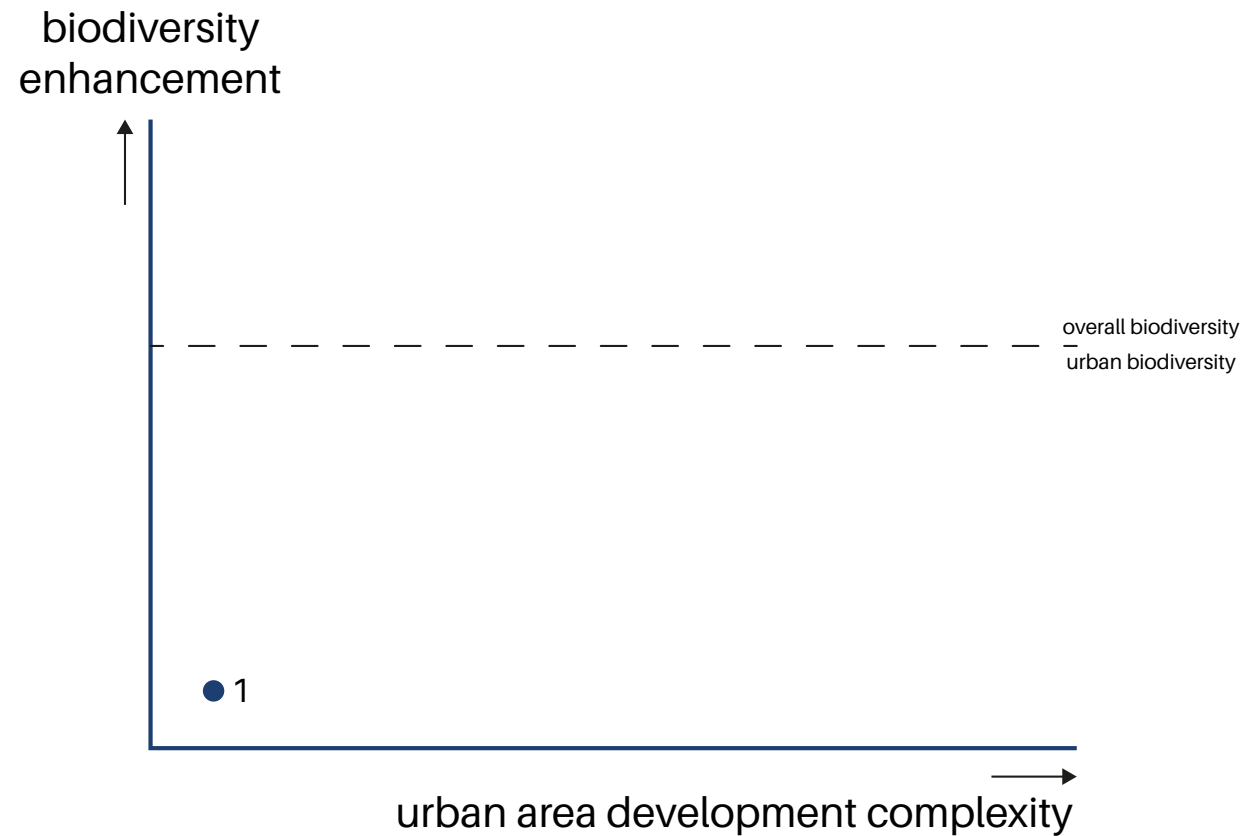 biodiversity
enhancement
overall biodiversity
urban biodiversity
1
urban area development complexity